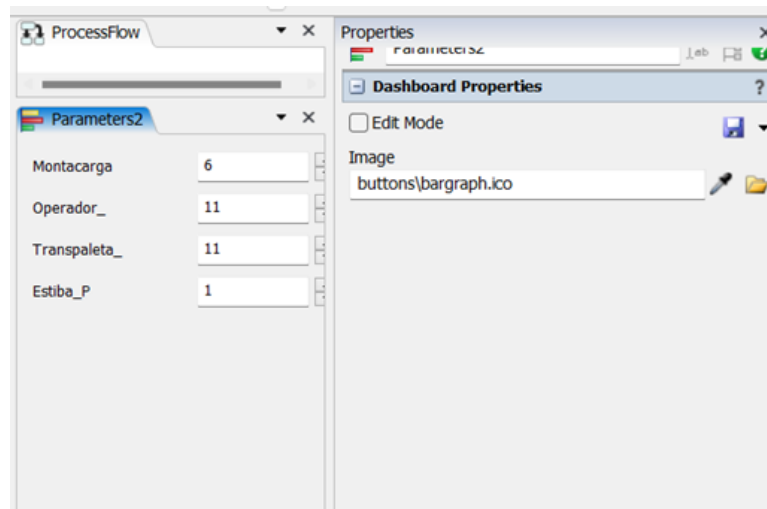 ProcessFlow
Parameters2
Montacarga 6
Operador_ 11
Transpaleta_ 11
Estiba_P 1
Properties
Parameters2
Dashboard Properties ?
Edit Mode
Image
buttons\bargraph.ico